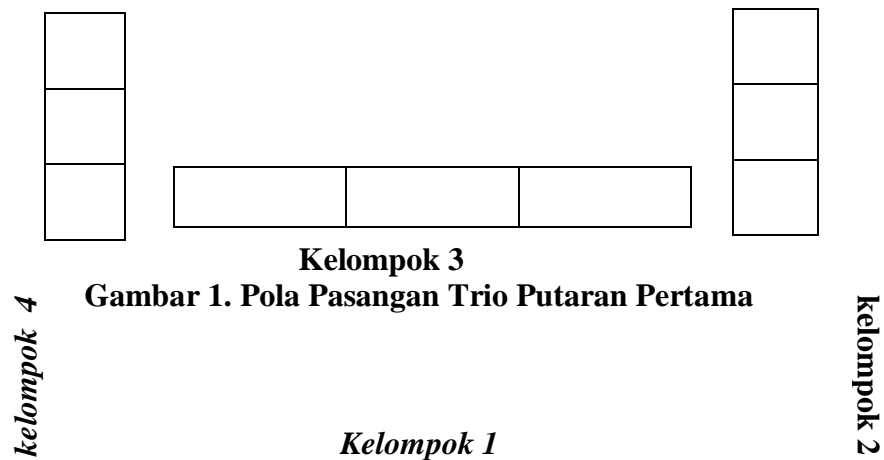 Kelompok 3
Gambar 1. Pola Pasangan Trio Putaran Pertama
kelompok 4
kelompok 2
Kelompok 1